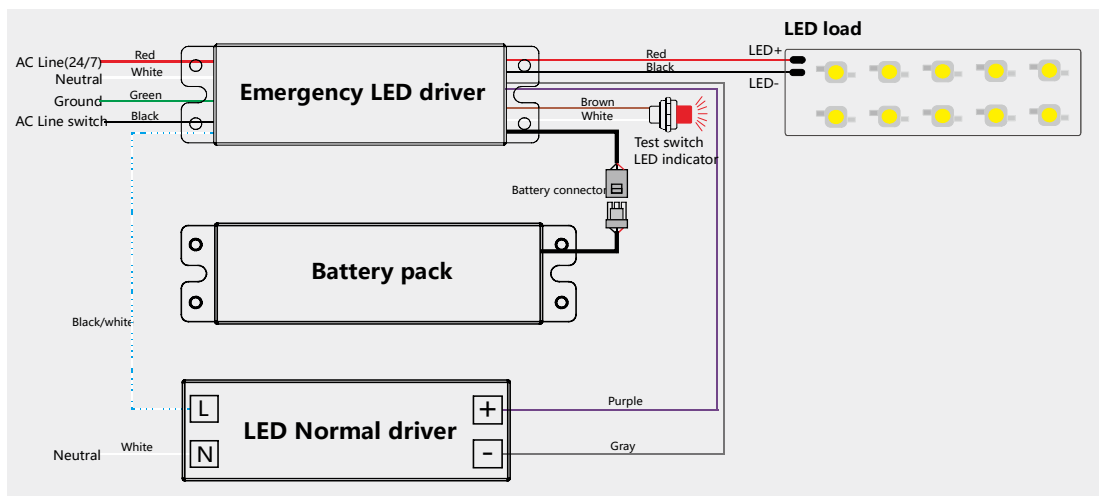 LED load
AC Line(24/7)
Red
Neutral
White
Ground
Green
AC Line switch
Black
Emergency LED driver
Red
Black
LED+
LED-
Brown
White
Test switch
LED indicator
Battery connector
Battery pack
Black/white
L
N
LED Normal driver
+
-
Purple
Gray
Neutral
White